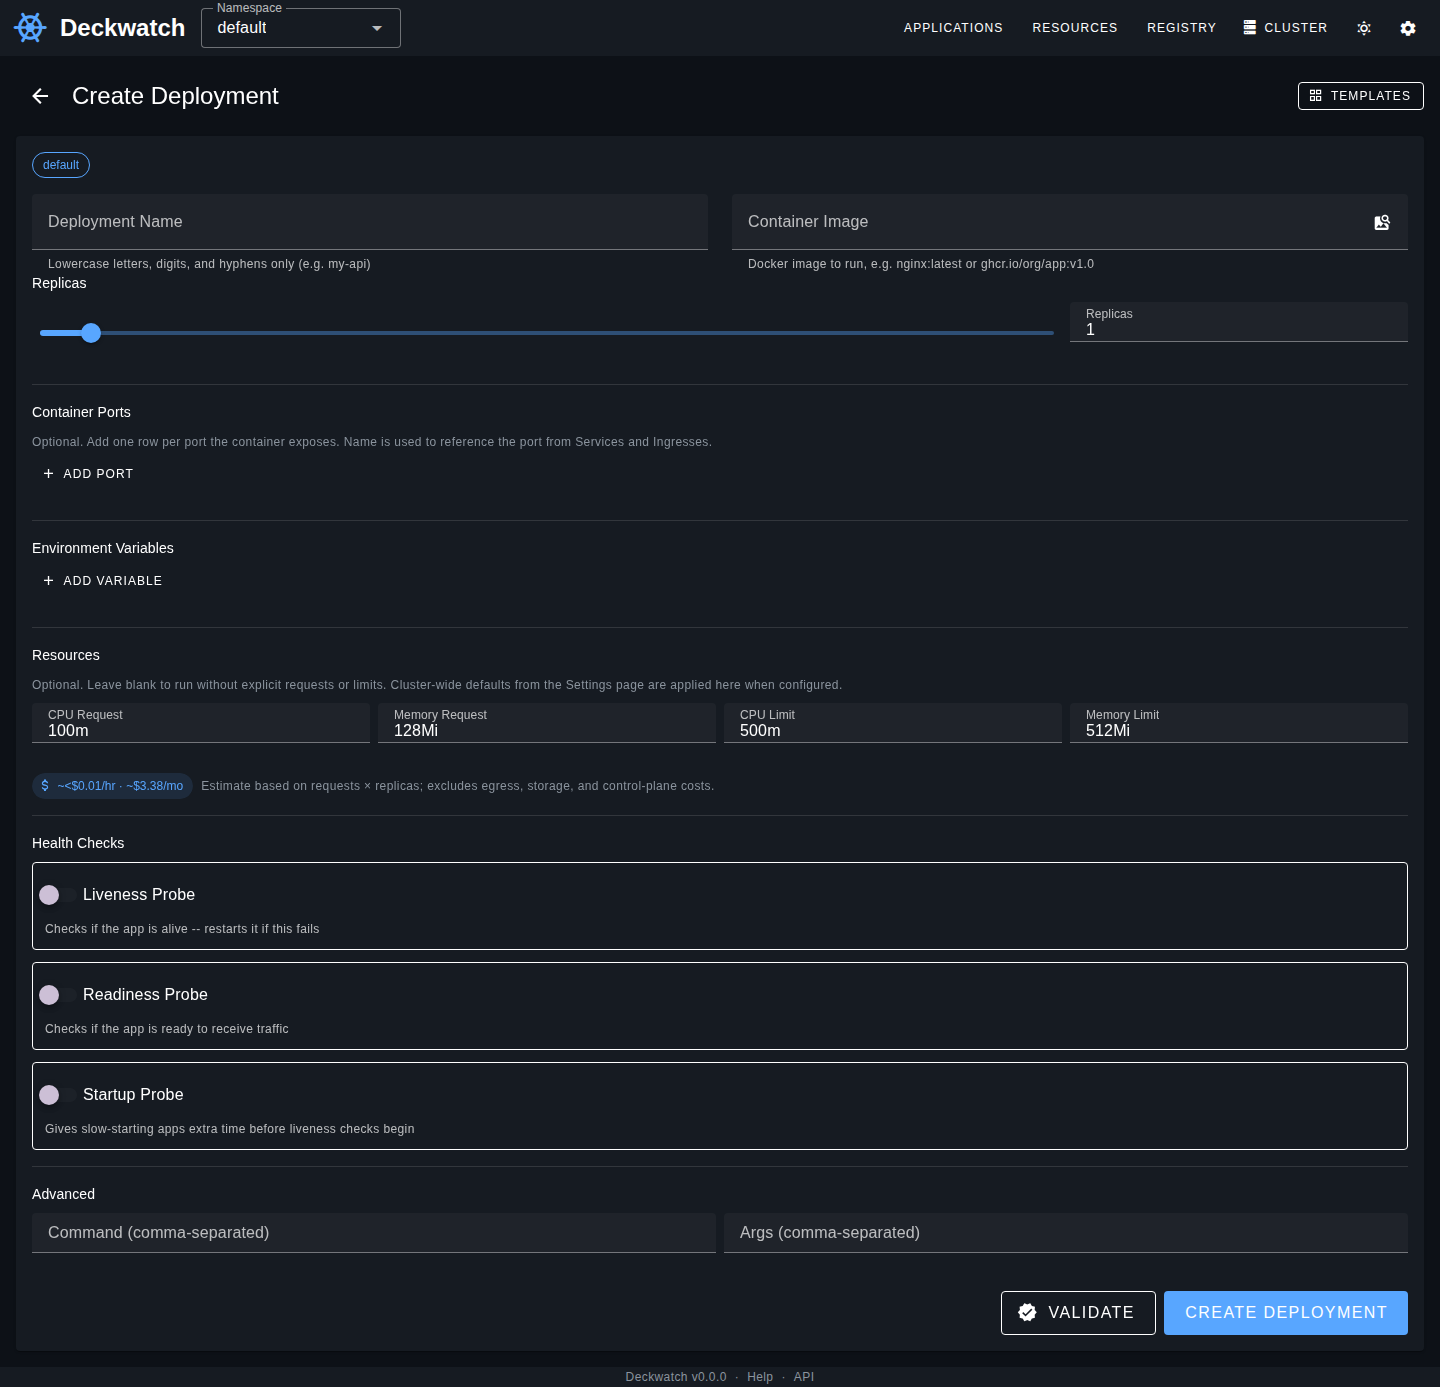 Deckwatch
Namespace
default
APPLICATIONS
RESOURCES
REGISTRY
CLUSTER
Create Deployment
TEMPLATES
default
Deployment Name
Container Image
Lowercase letters, digits, and hyphens only (e.g. my-api)
Docker image to run, e.g. nginx:latest or ghcr.io/org/app:v1.0
Replicas
Replicas
1
Container Ports
Optional. Add one row per port the container exposes. Name is used to reference the port from Services and Ingresses.
+ ADD PORT
Environment Variables
+ ADD VARIABLE
Resources
Optional. Leave blank to run without explicit requests or limits. Cluster-wide defaults from the Settings page are applied here when configured.
CPU Request
100m
Memory Request
128Mi
CPU Limit
500m
Memory Limit
512Mi
$ ~<$0.01/hr · ~$3.38/mo
Estimate based on requests × replicas; excludes egress, storage, and control-plane costs.
Health Checks
Liveness Probe
Checks if the app is alive -- restarts it if this fails
Readiness Probe
Checks if the app is ready to receive traffic
Startup Probe
Gives slow-starting apps extra time before liveness checks begin
Advanced
Command (comma-separated)
Args (comma-separated)
VALIDATE
CREATE DEPLOYMENT
Deckwatch v0.0.0 · Help · API